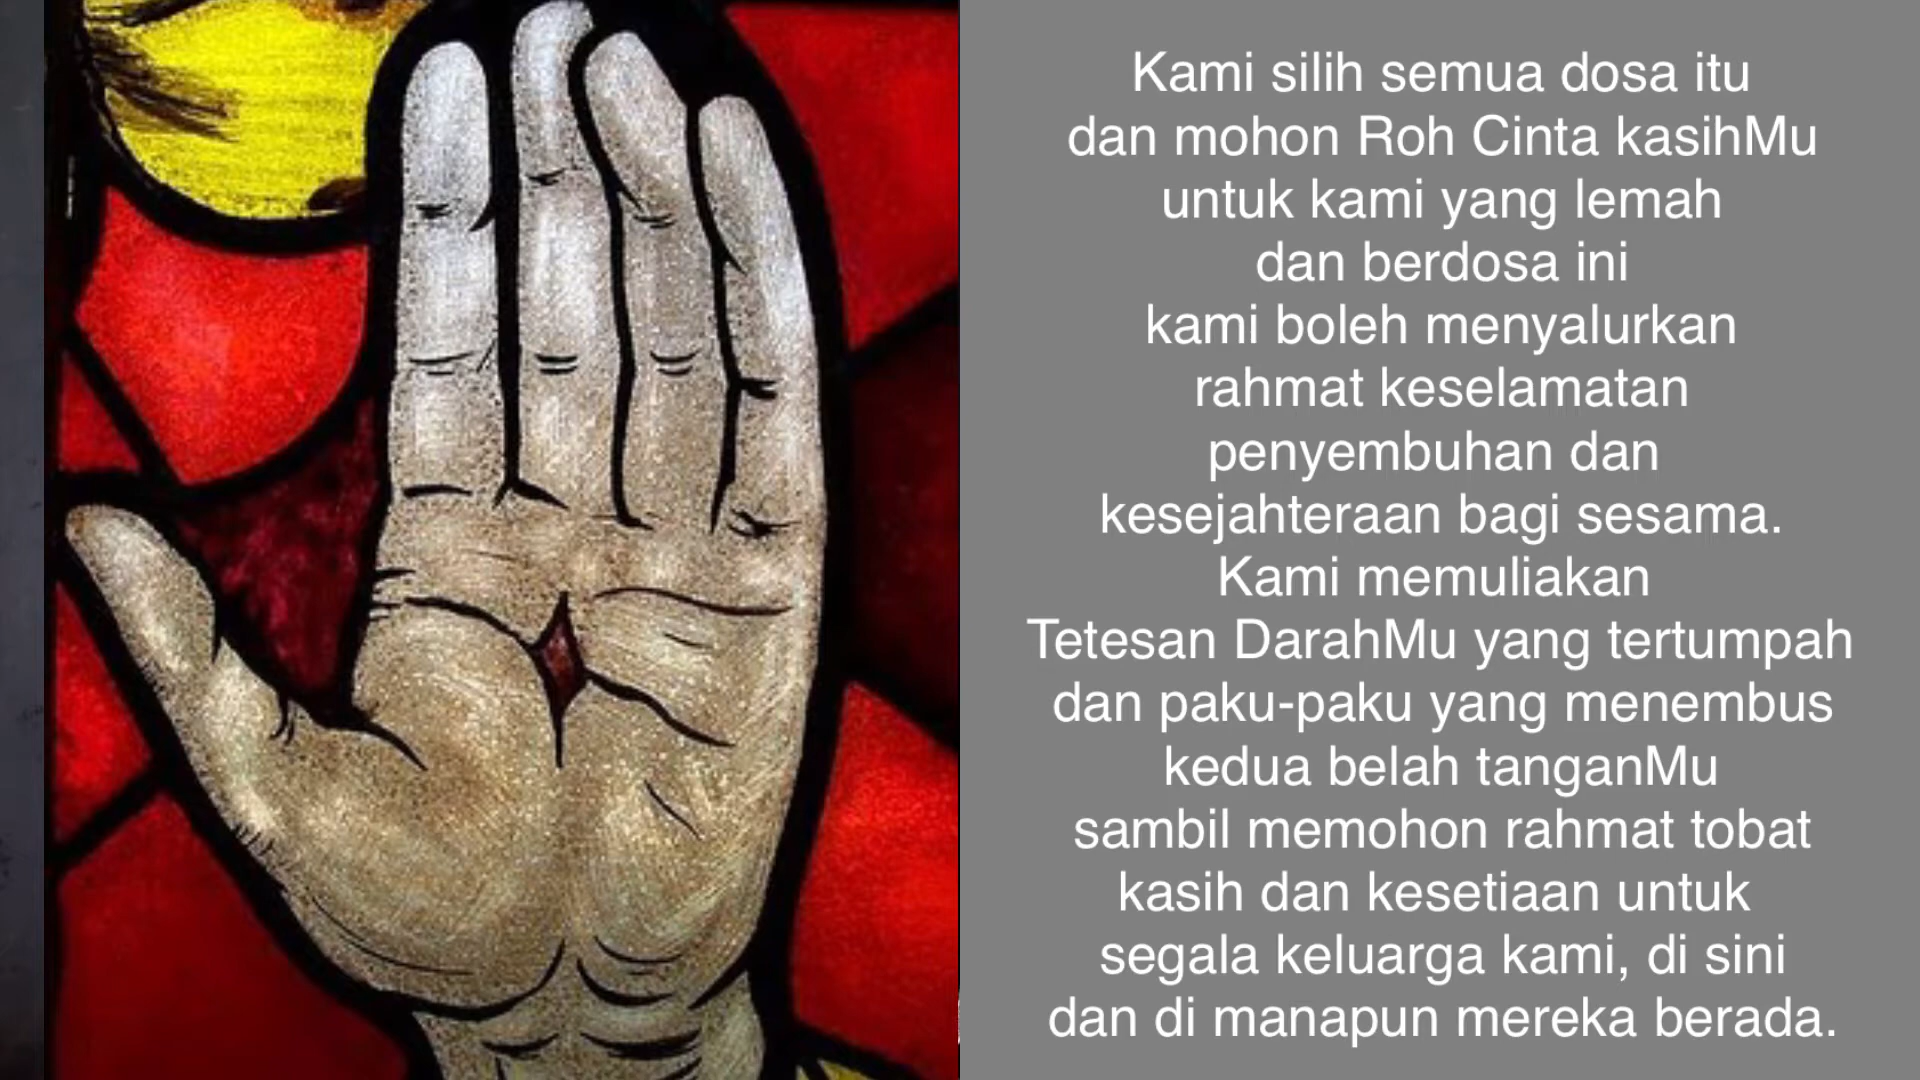 Kami silih semua dosa itu
dan mohon Roh Cinta kasihMu
untuk kami yang lemah
dan berdosa ini
kami boleh menyalurkan
rahmat keselamatan
penyembuhan dan
kesejahteraan bagi sesama.
Kami memuliakan
Tetesan DarahMu yang tertumpah
dan paku-paku yang menembus
kedua belah tanganMu
sambil memohon rahmat tobat
kasih dan kesetiaan untuk
segala keluarga kami, di sini
dan di manapun mereka berada.